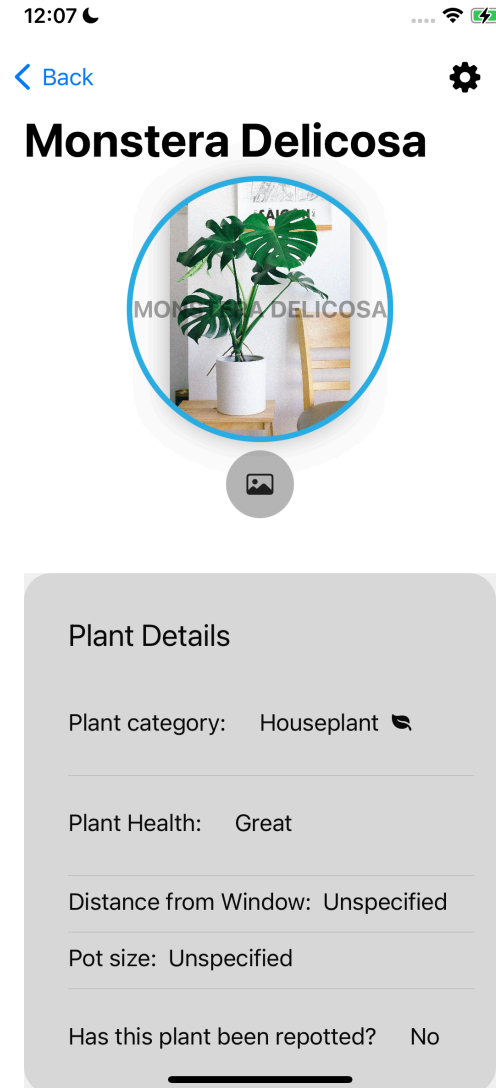 12:07
Back
Monstera Delicosa
SAIGON
MONSTERA DELICOSA
Plant Details
Plant category: Houseplant
Plant Health: Great
Distance from Window: Unspecified
Pot size: Unspecified
Has this plant been repotted? No